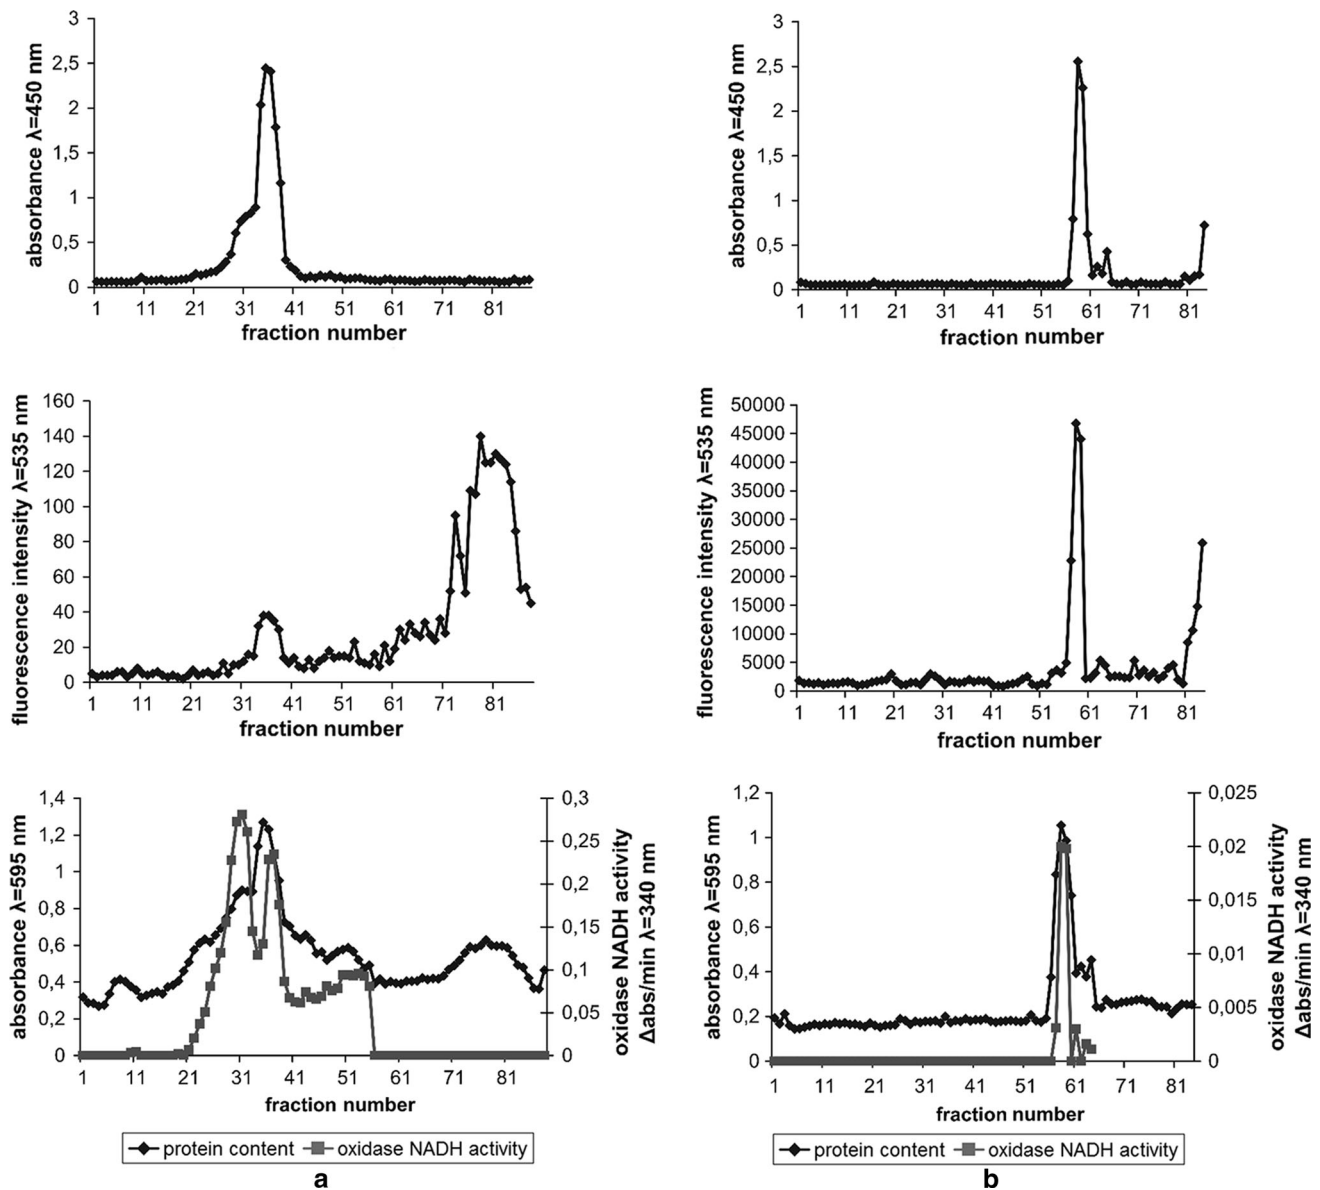 3
2,5
2
1,5
1
0,5
0
absorbance λ=450 nm
1 11 21 31 41 51 61 71 81
fraction number
3
2,5
2
1,5
1
0,5
0
absorbance λ=450 nm
1 11 21 31 41 51 61 71 81
fraction number
160
140
120
100
80
60
40
20
0
fluorescence intensity λ=535 nm
1 11 21 31 41 51 61 71 81
fraction number
50000
45000
40000
35000
30000
25000
20000
15000
10000
5000
0
fluorescence intensity λ=535 nm
1 11 21 31 41 51 61 71 81
fraction number
1,4
1,2
1
0,8
0,6
0,4
0,2
0
absorbance λ=595 nm
0,3
0,25
0,2
0,15
0,1
0,05
0
oxidase NADH activity
Δabs/min λ=340 nm
1 11 21 31 41 51 61 71 81
fraction number
protein content oxidase NADH activity
a
1,2
1
0,8
0,6
0,4
0,2
0
absorbance λ=595 nm
0,025
0,02
0,015
0,01
0,005
0
oxidase NADH activity
Δabs/min λ=340 nm
1 11 21 31 41 51 61 71 81
fraction number
protein content oxidase NADH activity
b